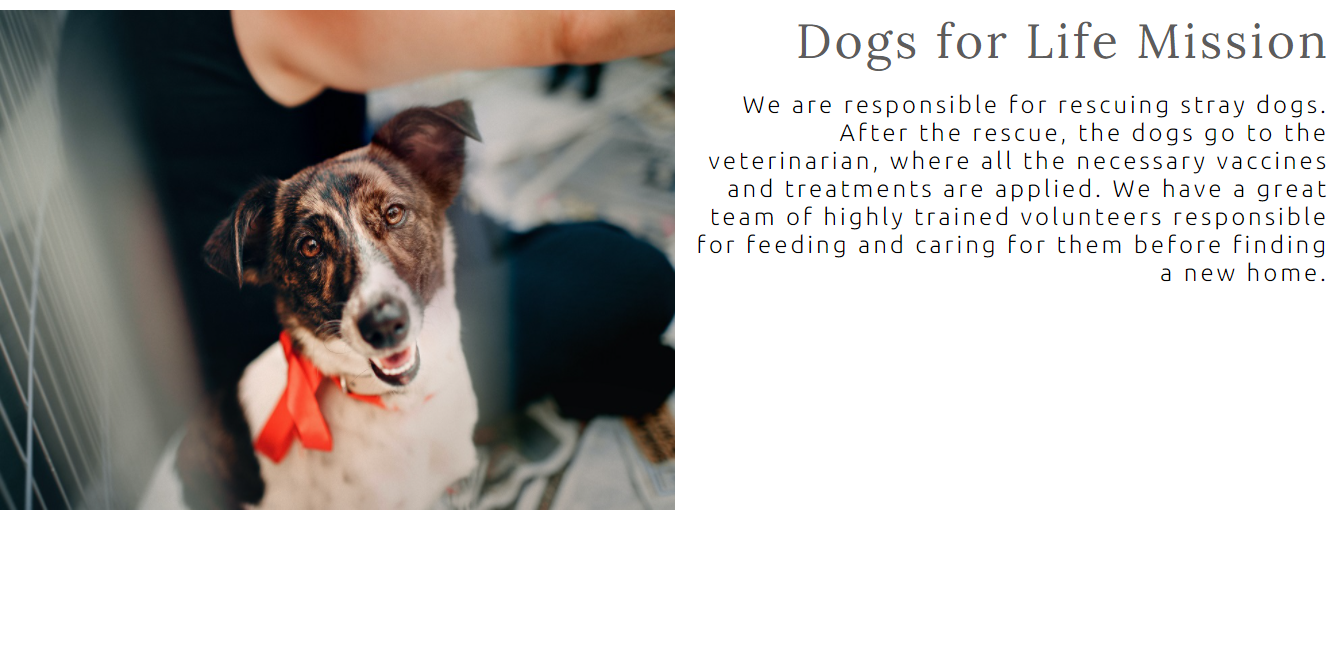 Dogs for Life Mission
We are responsible for rescuing stray dogs.
After the rescue, the dogs go to the
veterinarian, where all the necessary vaccines
and treatments are applied. We have a great
team of highly trained volunteers responsible
for feeding and caring for them before finding
a new home.